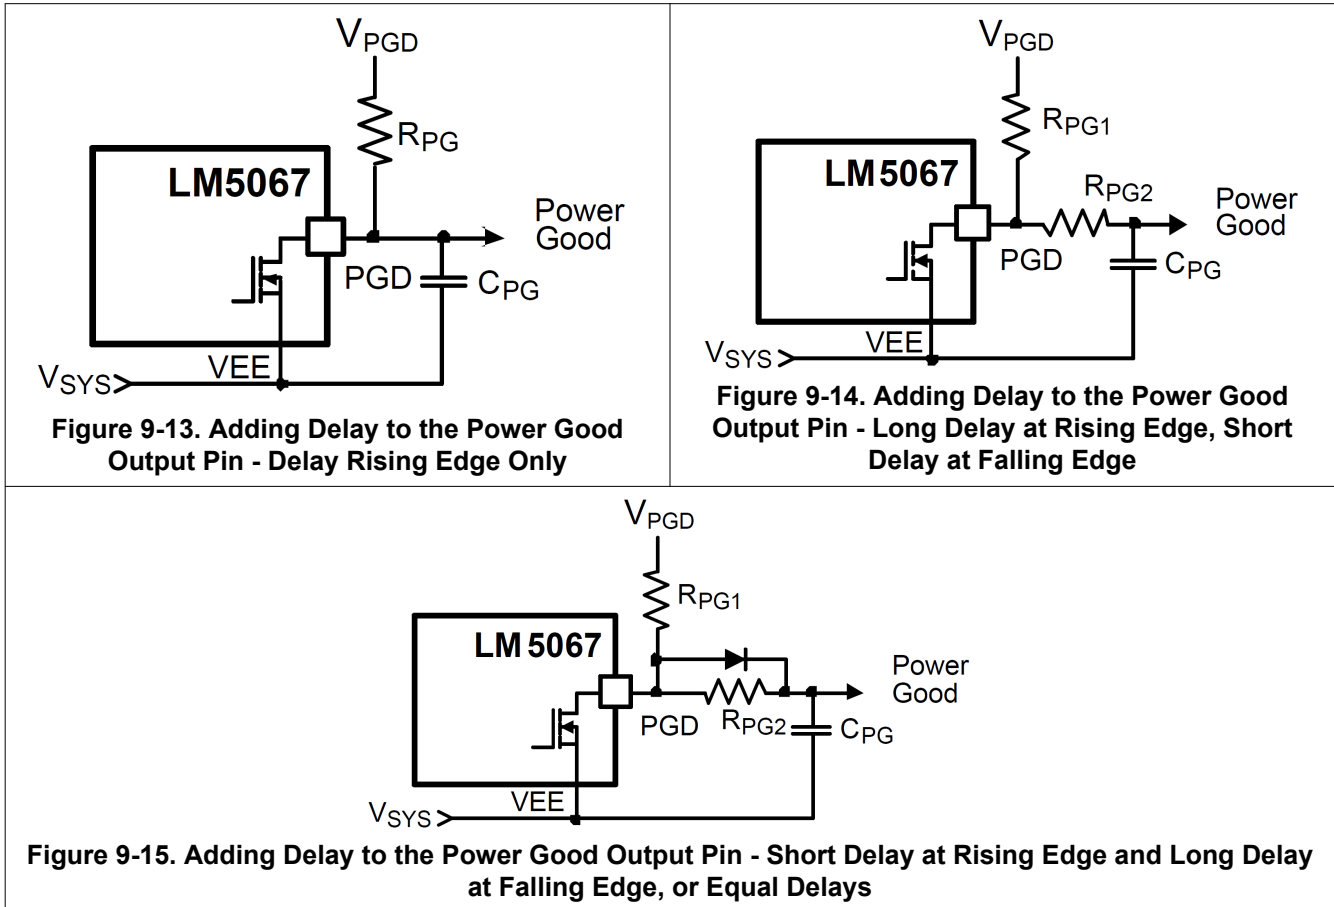 VPGD
RPG
LM5067
Power
Good
PGD
CPG
VEE
VSYS
Figure 9-13. Adding Delay to the Power Good
Output Pin - Delay Rising Edge Only
VPGD
RPG1
LM5067
RPG2
Power
Good
PGD
CPG
VEE
VSYS
Figure 9-14. Adding Delay to the Power Good
Output Pin - Long Delay at Rising Edge, Short
Delay at Falling Edge
VPGD
RPG1
LM5067
Power
Good
PGD
RPG2
CPG
VEE
VSYS
Figure 9-15. Adding Delay to the Power Good Output Pin - Short Delay at Rising Edge and Long Delay
at Falling Edge, or Equal Delays